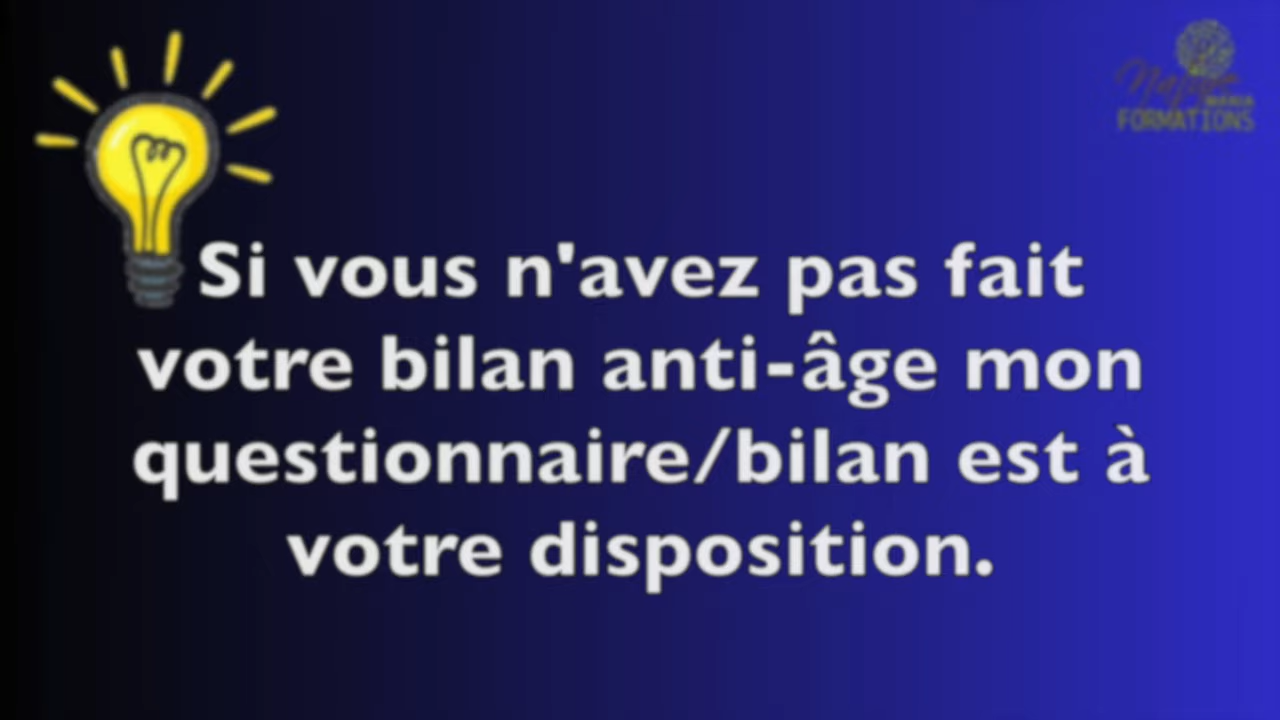 FORMATIONS
Si vous n'avez pas fait
votre bilan anti-âge mon
questionnaire/bilan est à
votre disposition.